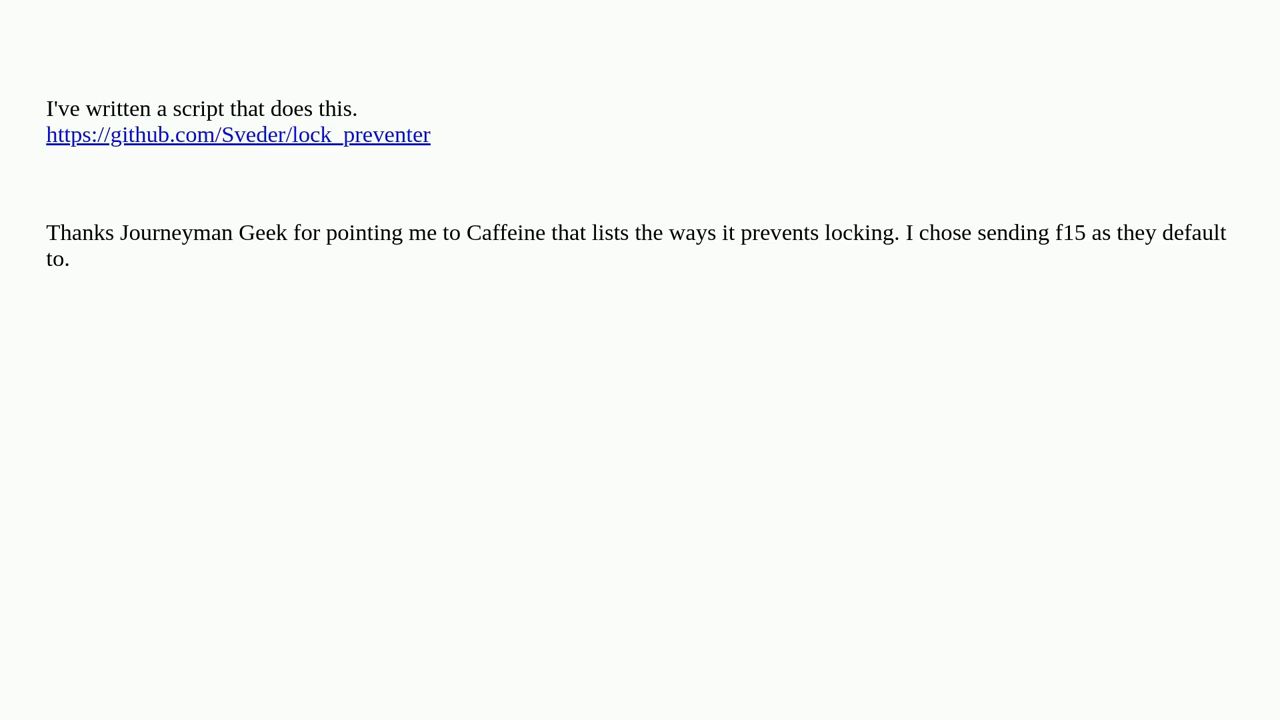 I've written a script that does this.
https://github.com/Sveder/lock_preventer
Thanks Journeyman Geek for pointing me to Caffeine that lists the ways it prevents locking. I chose sending f15 as they default
to.